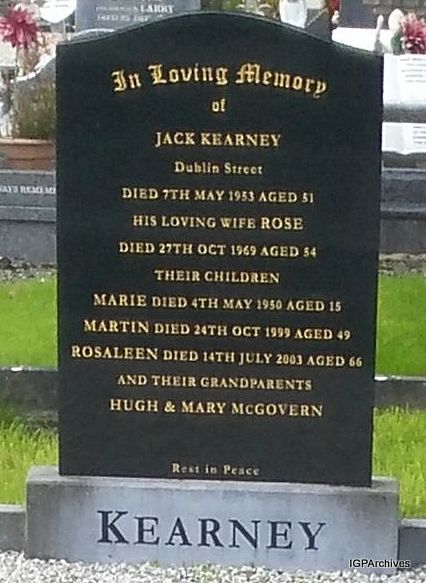 LARRY
In Loving Memory
of
JACK KEARNEY
Dublin Street
DIED 7TH MAY 1953 AGED 51
HIS LOVING WIFE ROSE
DIED 27TH OCT 1969 AGED 54
THEIR CHILDREN
MARIE DIED 4TH MAY 1950 AGED 15
MARTIN DIED 24TH OCT 1999 AGED 49
ROSALEEN DIED 14TH JULY 2003 AGED 66
AND THEIR GRANDPARENTS
HUGH & MARY McGOVERN
Rest in Peace
KEARNEY
IGPArchives